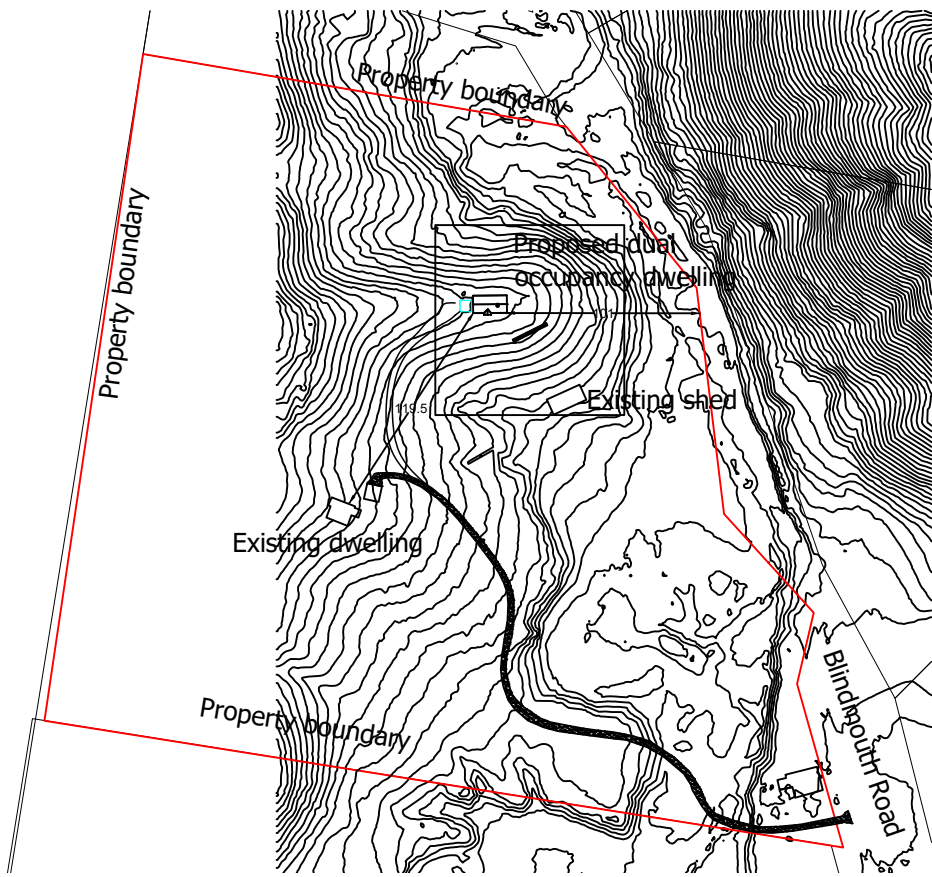 Property boundary
Property boundary
Proposed dual
occupancy dwelling
101
Existing shed
119.5
Existing dwelling
Property boundary
Blindmouth Road